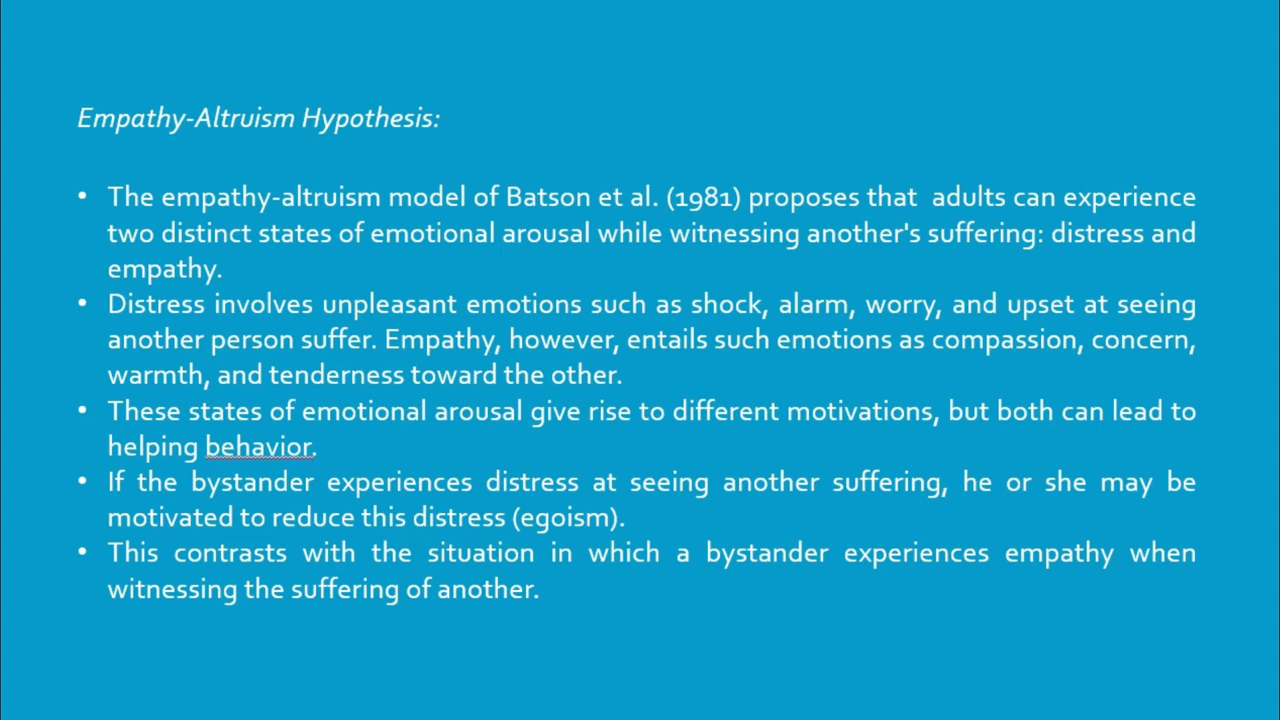 Empathy-Altruism Hypothesis:
• The empathy-altruism model of Batson et al. (1981) proposes that  adults can experience
two distinct states of emotional arousal while witnessing another's suffering: distress and
empathy.
• Distress involves unpleasant emotions such as shock, alarm, worry, and upset at seeing
another person suffer. Empathy, however, entails such emotions as compassion, concern,
warmth, and tenderness toward the other.
• These states of emotional arousal give rise to different motivations, but both can lead to
helping behavior.
• If the bystander experiences distress at seeing another suffering, he or she may be
motivated to reduce this distress (egoism).
• This contrasts with the situation in which a bystander experiences empathy when
witnessing the suffering of another.